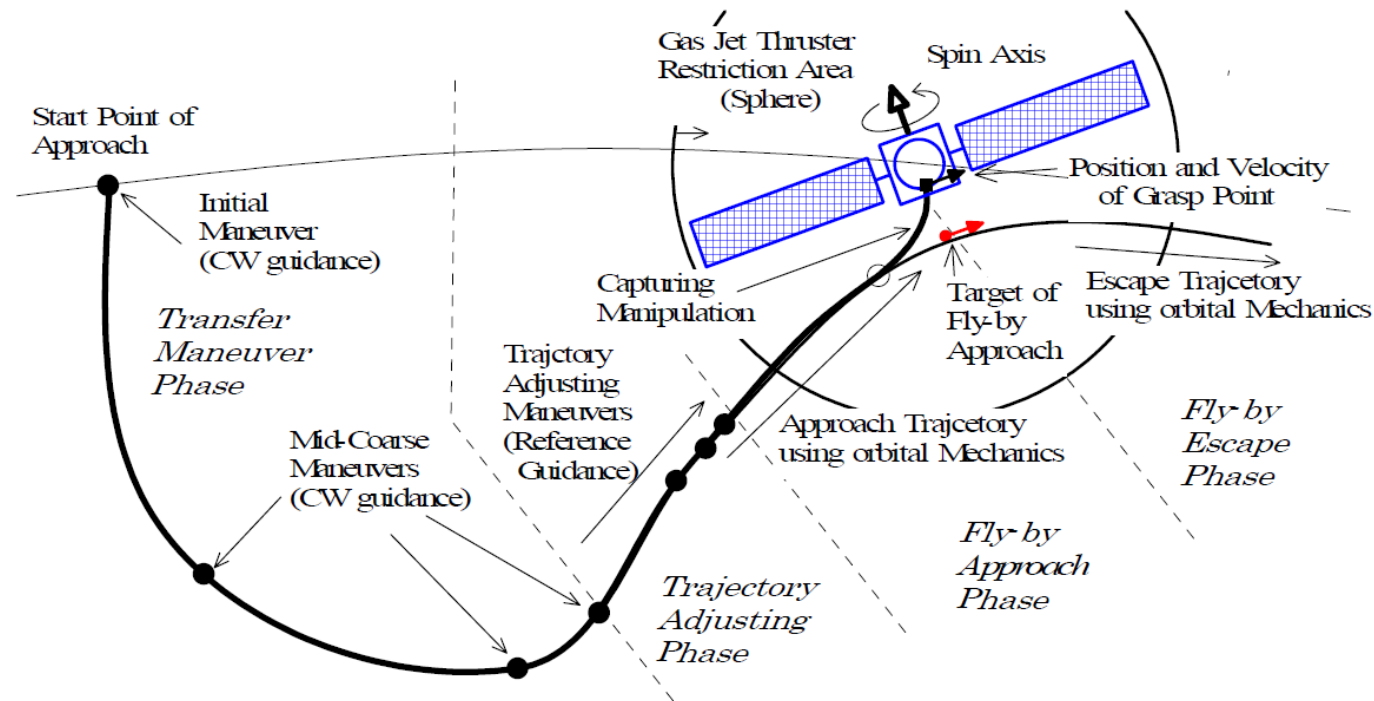 Gas Jet Thruster
Restriction Area
(Sphere)
Spin Axis
Start Point of
Approach
Position and Velocity
of Grasp Point
Initial
Maneuver
(CW guidance)
Capturing
Manipulation
Target of
Fly-by
Approach
Escape Trajcetory
using orbital Mechanics
Transfer
Maneuver
Phase
Trajctory
Adjusting
Maneuvers
(Reference
Guidance)
Mid-Coarse
Maneuvers
(CW guidance)
Approach Trajcetory
using orbital Mechanics
Fly-by
Escape
Phase
Fly-by
Approach
Phase
Trajectory
Adjusting
Phase